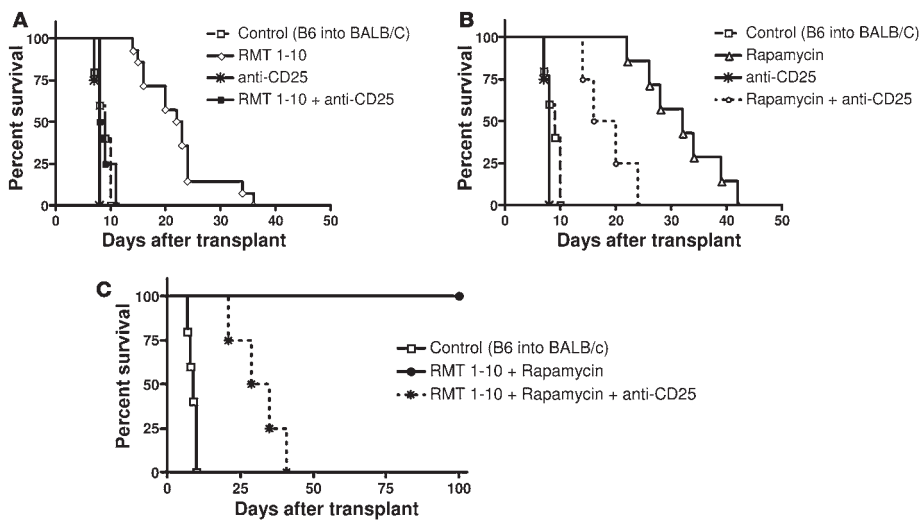 A
Percent survival
100
75
50
25
0
0 10 20 30 40 50
Days after transplant
Control (B6 into BALB/C)
RMT 1-10
anti-CD25
RMT 1-10 + anti-CD25
B
Percent survival
100
75
50
25
0
0 10 20 30 40 50
Days after transplant
Control (B6 into BALB/C)
Rapamycin
anti-CD25
Rapamycin + anti-CD25
C
Percent survival
100
75
50
25
0
0 25 50 75 100
Days after transplant
Control (B6 into BALB/c)
RMT 1-10 + Rapamycin
RMT 1-10 + Rapamycin + anti-CD25